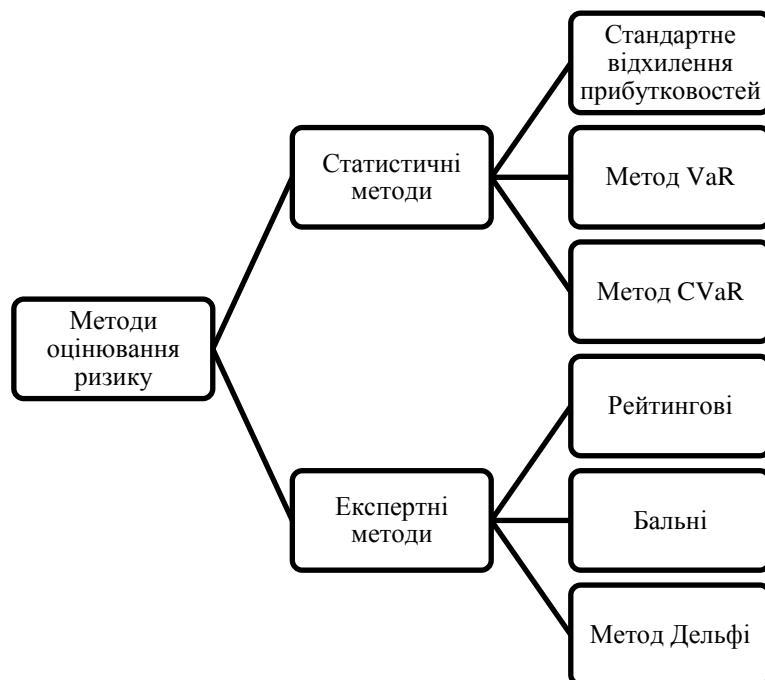 Методи
оцінювання
ризику
Статистичні
методи
Стандартне
відхилення
прибутковостей
Метод VaR
Метод CVaR
Експертні
методи
Рейтингові
Бальні
Метод Дельфі